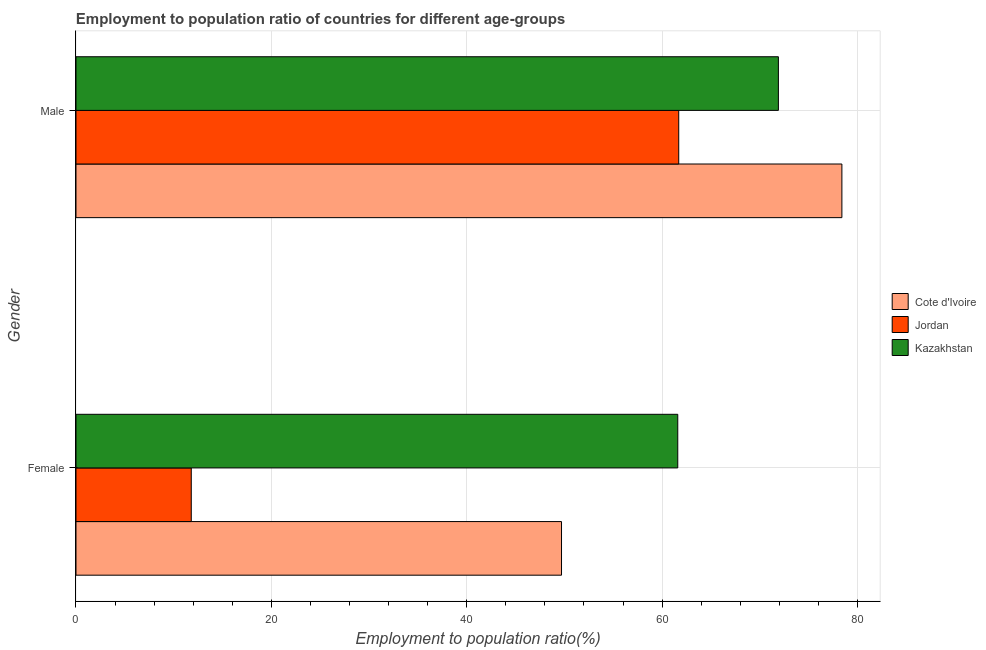 Employment to population ratio of countries for different age-groups
Gender
Male
Female
0
20
40
60
80
Employment to population ratio(%)
Cote d'Ivoire
Jordan
Kazakhstan